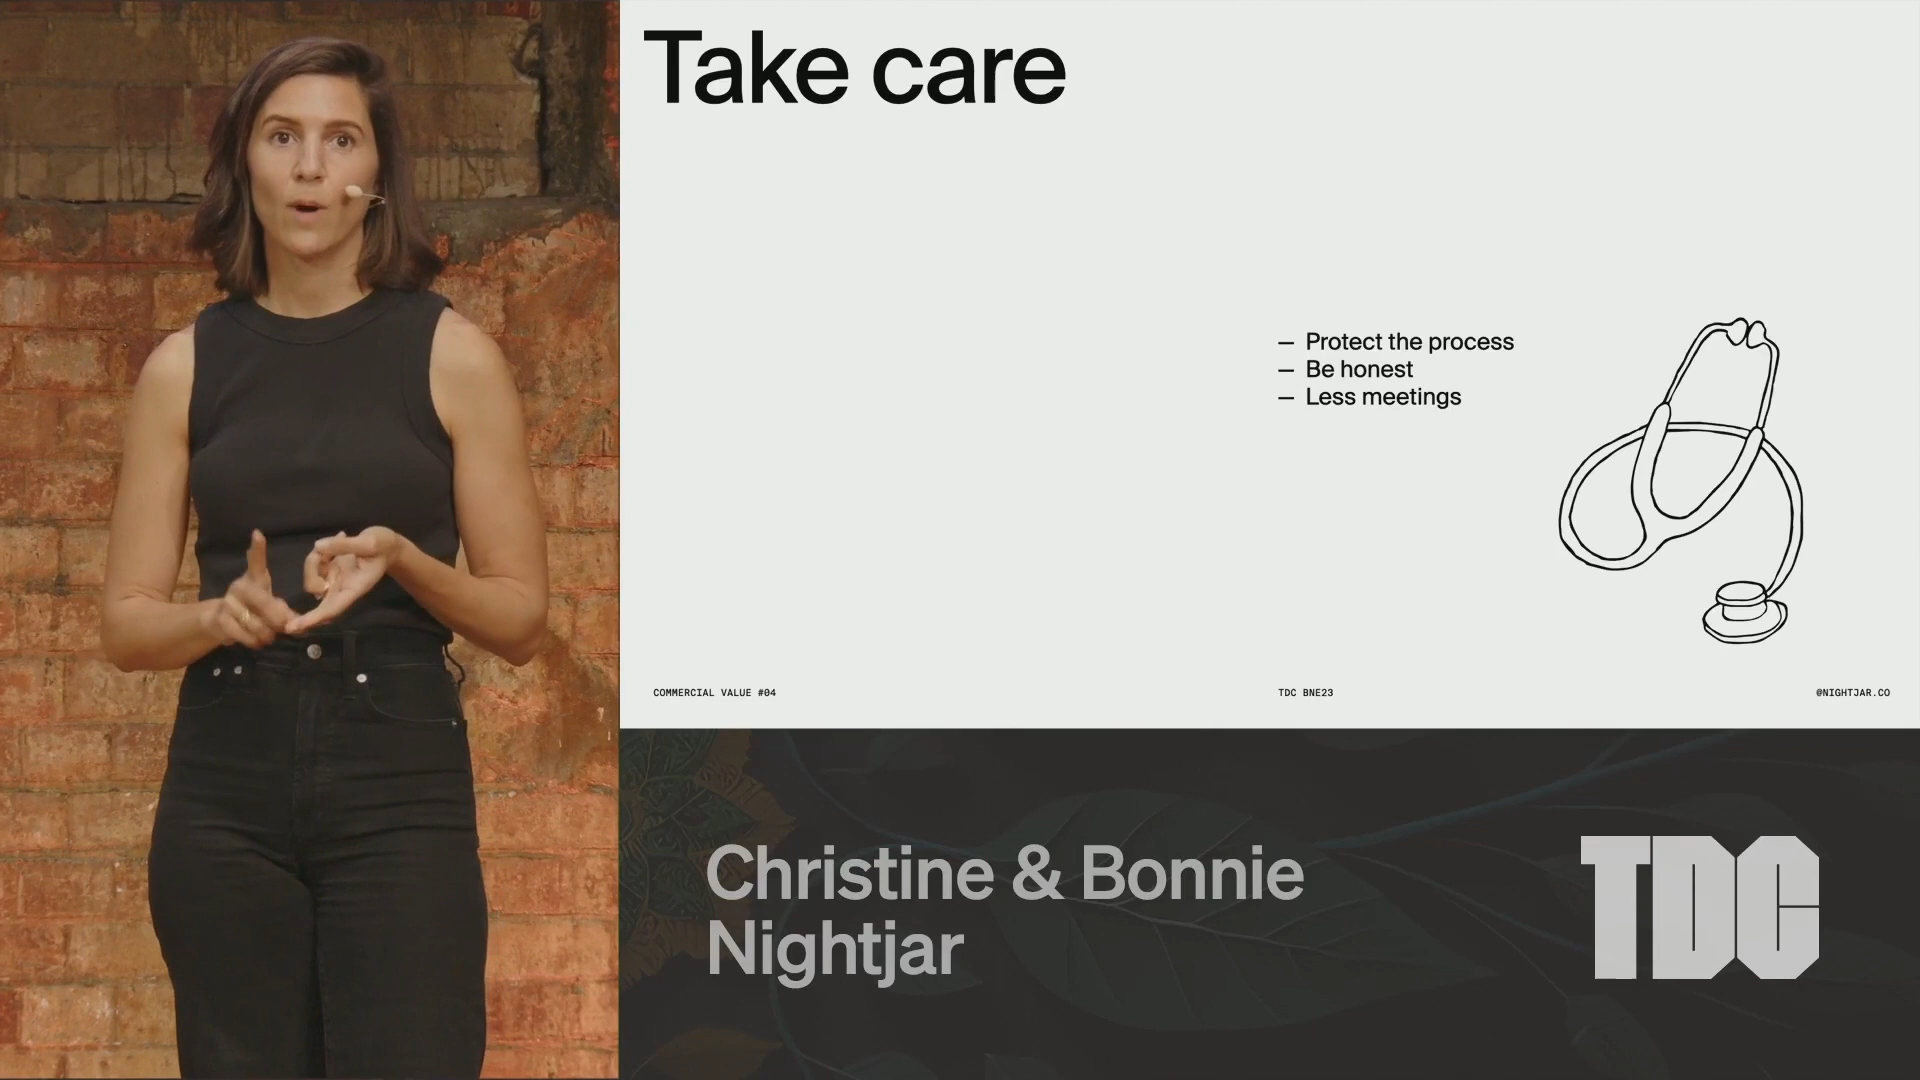 Take care
— Protect the process
— Be honest
— Less meetings
COMMERCIAL VALUE #04
TDC BNE23
@NIGHTJAR.CO
Christine & Bonnie
Nightjar
TDC